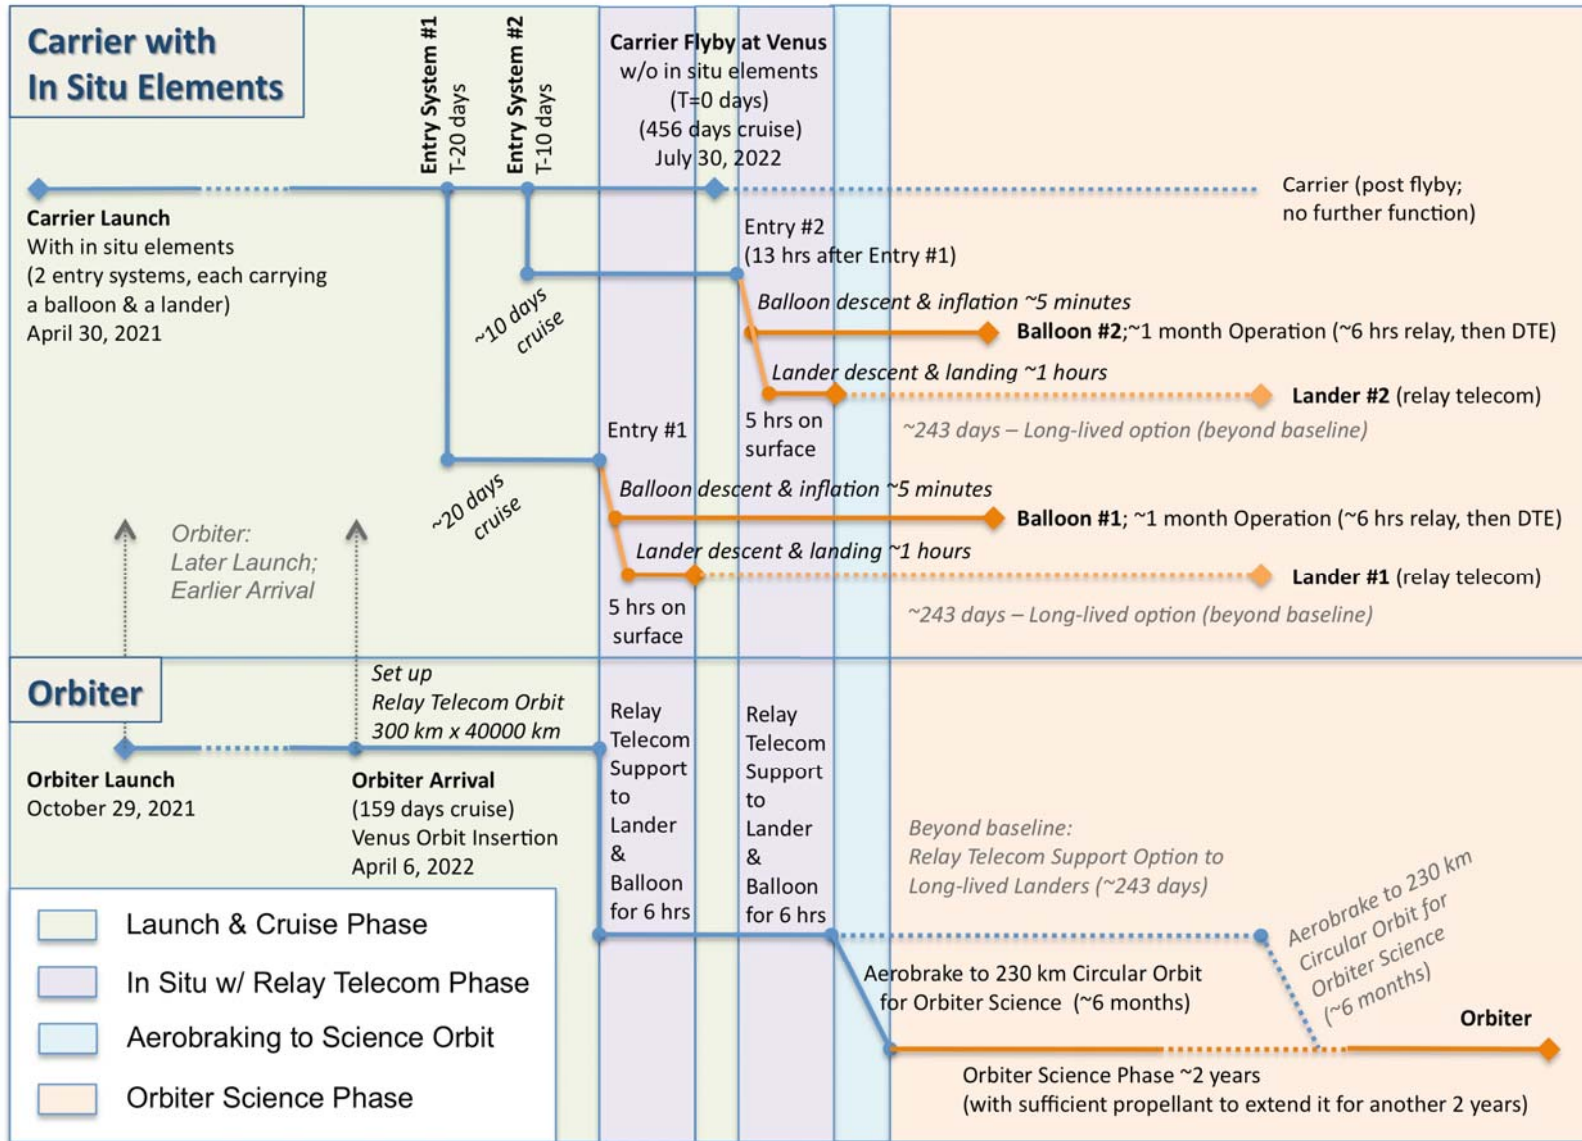 Carrier with
In Situ Elements
Entry System #1
T-20 days
Entry System #2
T-10 days
Carrier Flyby at Venus
w/o in situ elements
(T=0 days)
(456 days cruise)
July 30, 2022
Carrier (post flyby;
no further function)
Carrier Launch
With in situ elements
(2 entry systems, each carrying
a balloon & a lander)
April 30, 2021
Entry #2
(13 hrs after Entry #1)
~10 days
cruise
Balloon descent & inflation ~5 minutes
Balloon #2;~1 month Operation (~6 hrs relay, then DTE)
Lander descent & landing ~1 hours
Lander #2 (relay telecom)
5 hrs on
surface
~243 days – Long-lived option (beyond baseline)
Entry #1
~20 days
cruise
Balloon descent & inflation ~5 minutes
Balloon #1; ~1 month Operation (~6 hrs relay, then DTE)
Lander descent & landing ~1 hours
Lander #1 (relay telecom)
5 hrs on
surface
~243 days – Long-lived option (beyond baseline)
Orbiter:
Later Launch;
Earlier Arrival
Orbiter
Set up
Relay Telecom Orbit
300 km x 40000 km
Orbiter Launch
October 29, 2021
Orbiter Arrival
(159 days cruise)
Venus Orbit Insertion
April 6, 2022
Relay
Telecom
Support
to
Lander
&
Balloon
for 6 hrs
Relay
Telecom
Support
to
Lander
&
Balloon
for 6 hrs
Beyond baseline:
Relay Telecom Support Option to
Long-lived Landers (~243 days)
Aerobrake to 230 km
Circular Orbit for
Orbiter Science
(~6 months)
Aerobrake to 230 km Circular Orbit
for Orbiter Science (~6 months)
Orbiter
Orbiter Science Phase ~2 years
(with sufficient propellant to extend it for another 2 years)
Launch & Cruise Phase
In Situ w/ Relay Telecom Phase
Aerobraking to Science Orbit
Orbiter Science Phase